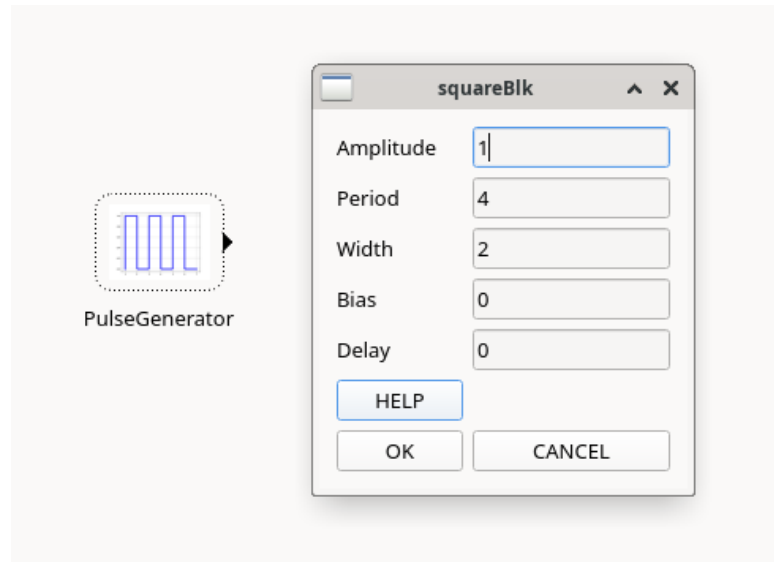 squareBlk
Amplitude 1
Period 4
Width 2
Bias 0
Delay 0
HELP
OK CANCEL
PulseGenerator